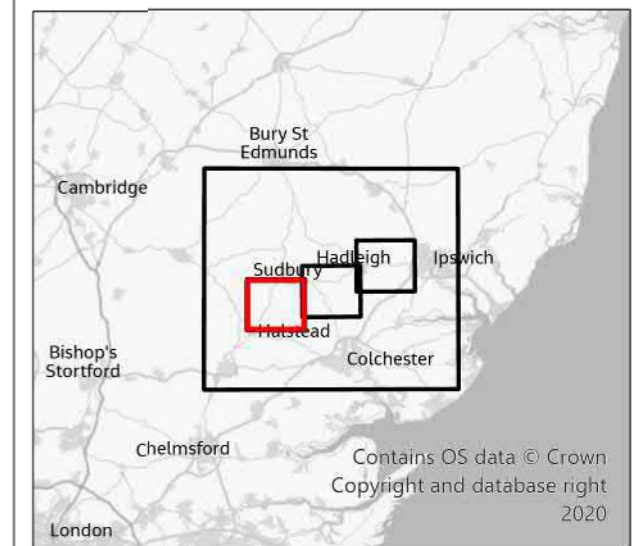 Bury St
Edmunds
Cambridge
Hadleigh
Ipswich
Sudbury
Halstead
Bishop's
Stortford
Colchester
Chelmsford
Contains OS data © Crown
Copyright and database right
2020
London